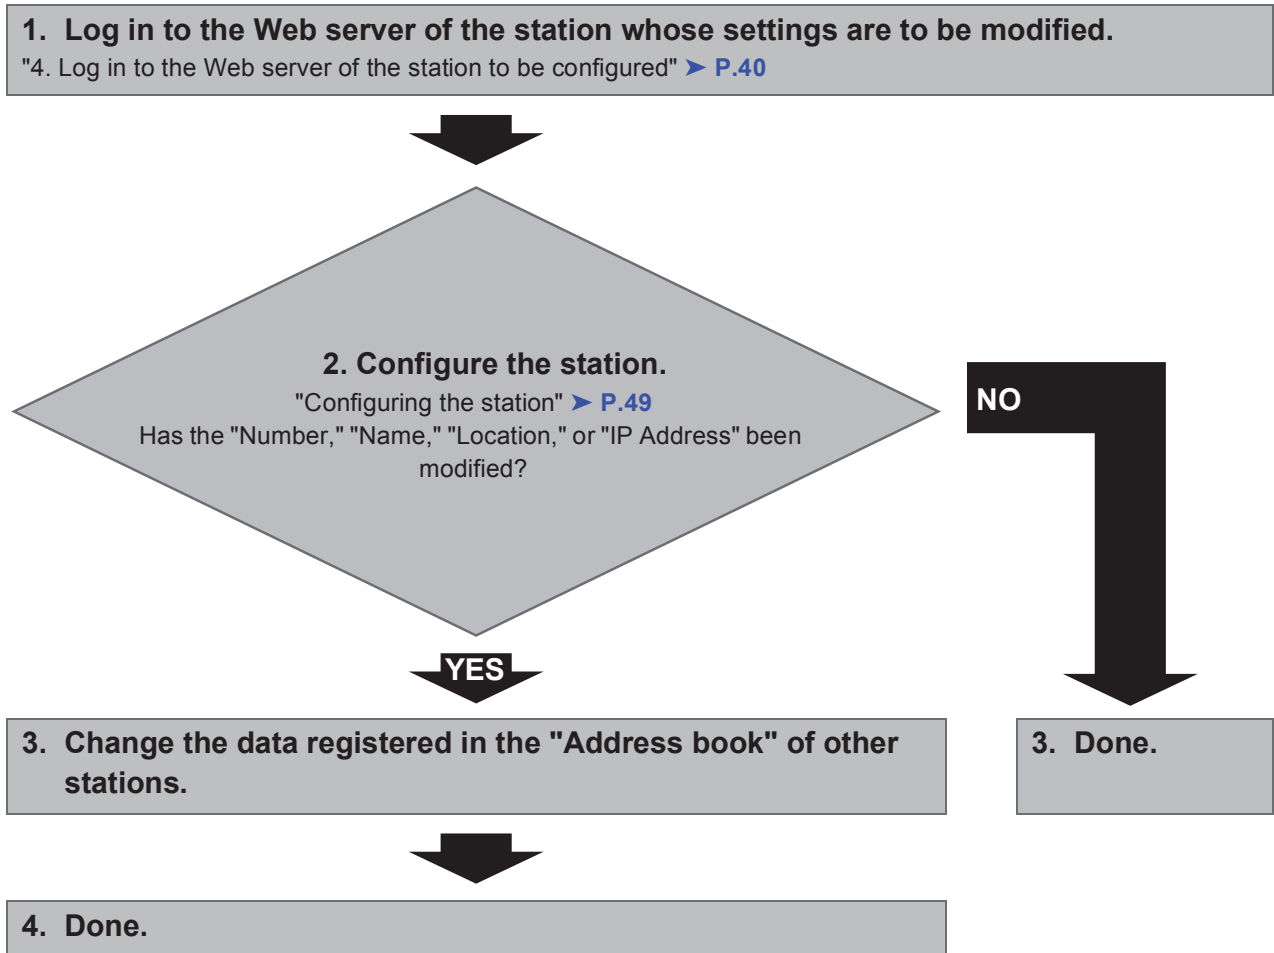 1. Log in to the Web server of the station whose settings are to be modified.
"4. Log in to the Web server of the station to be configured" ➤ P.40
2. Configure the station.
"Configuring the station" ➤ P.49
Has the "Number," "Name," "Location," or "IP Address" been
modified?
NO
YES
3. Change the data registered in the "Address book" of other
stations.
3. Done.
4. Done.